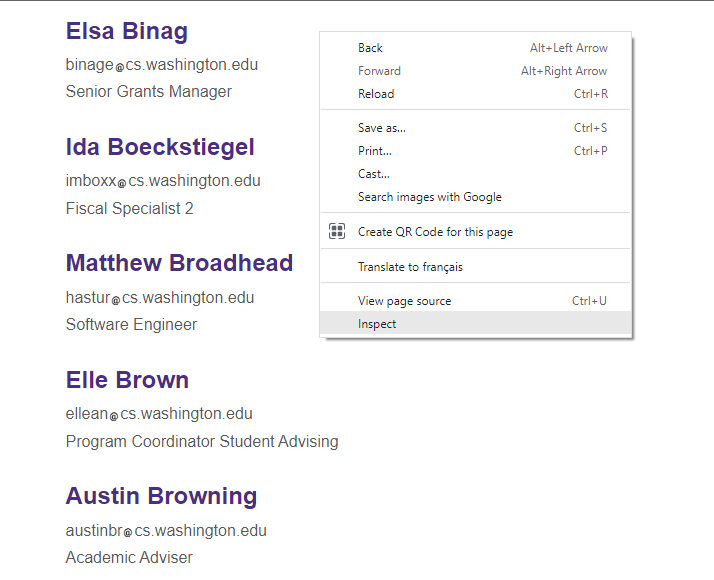 Elsa Binag
binage@cs.washington.edu
Senior Grants Manager
Ida Boeckstiegel
imboxx@cs.washington.edu
Fiscal Specialist 2
Matthew Broadhead
hastur@cs.washington.edu
Software Engineer
Elle Brown
ellean@cs.washington.edu
Program Coordinator Student Advising
Austin Browning
austinbr@cs.washington.edu
Academic Adviser
Back Alt+Left Arrow
Forward Alt+Right Arrow
Reload Ctrl+R
Save as... Ctrl+S
Print... Ctrl+P
Cast...
Search images with Google
Create QR Code for this page
Translate to français
View page source Ctrl+U
Inspect